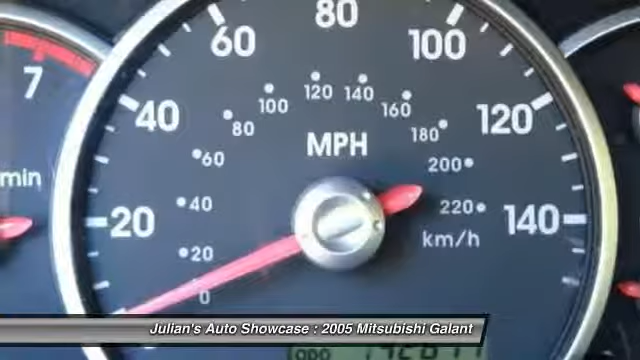 80
60 100
7
120 140
100 160
40 80 180 120
MPH
60 200
min
20 40 220 140
km/h
20
0
Julian's Auto Showcase : 2005 Mitsubishi Galant
ODO